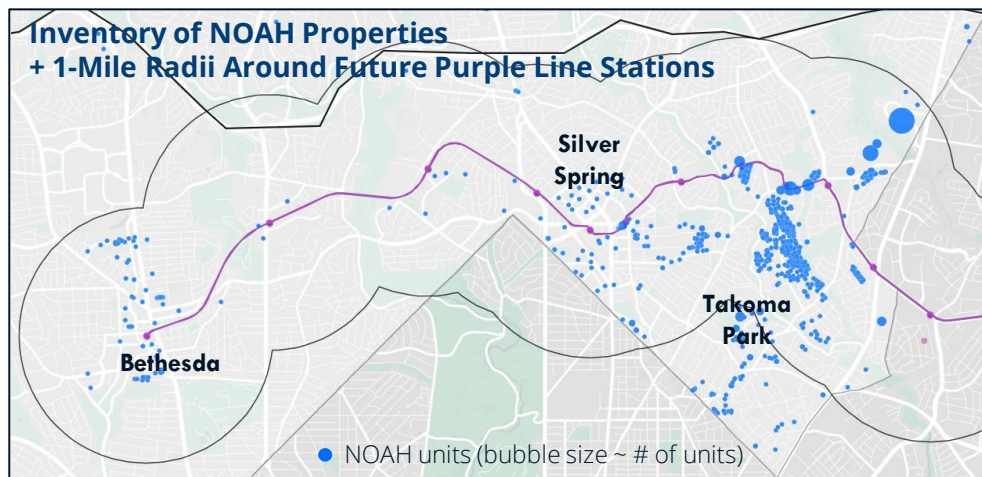 Inventory of NOAH Properties
+ 1-Mile Radii Around Future Purple Line Stations
Silver
Spring
Takoma
Park
Bethesda
NOAH units (bubble size ~ # of units)